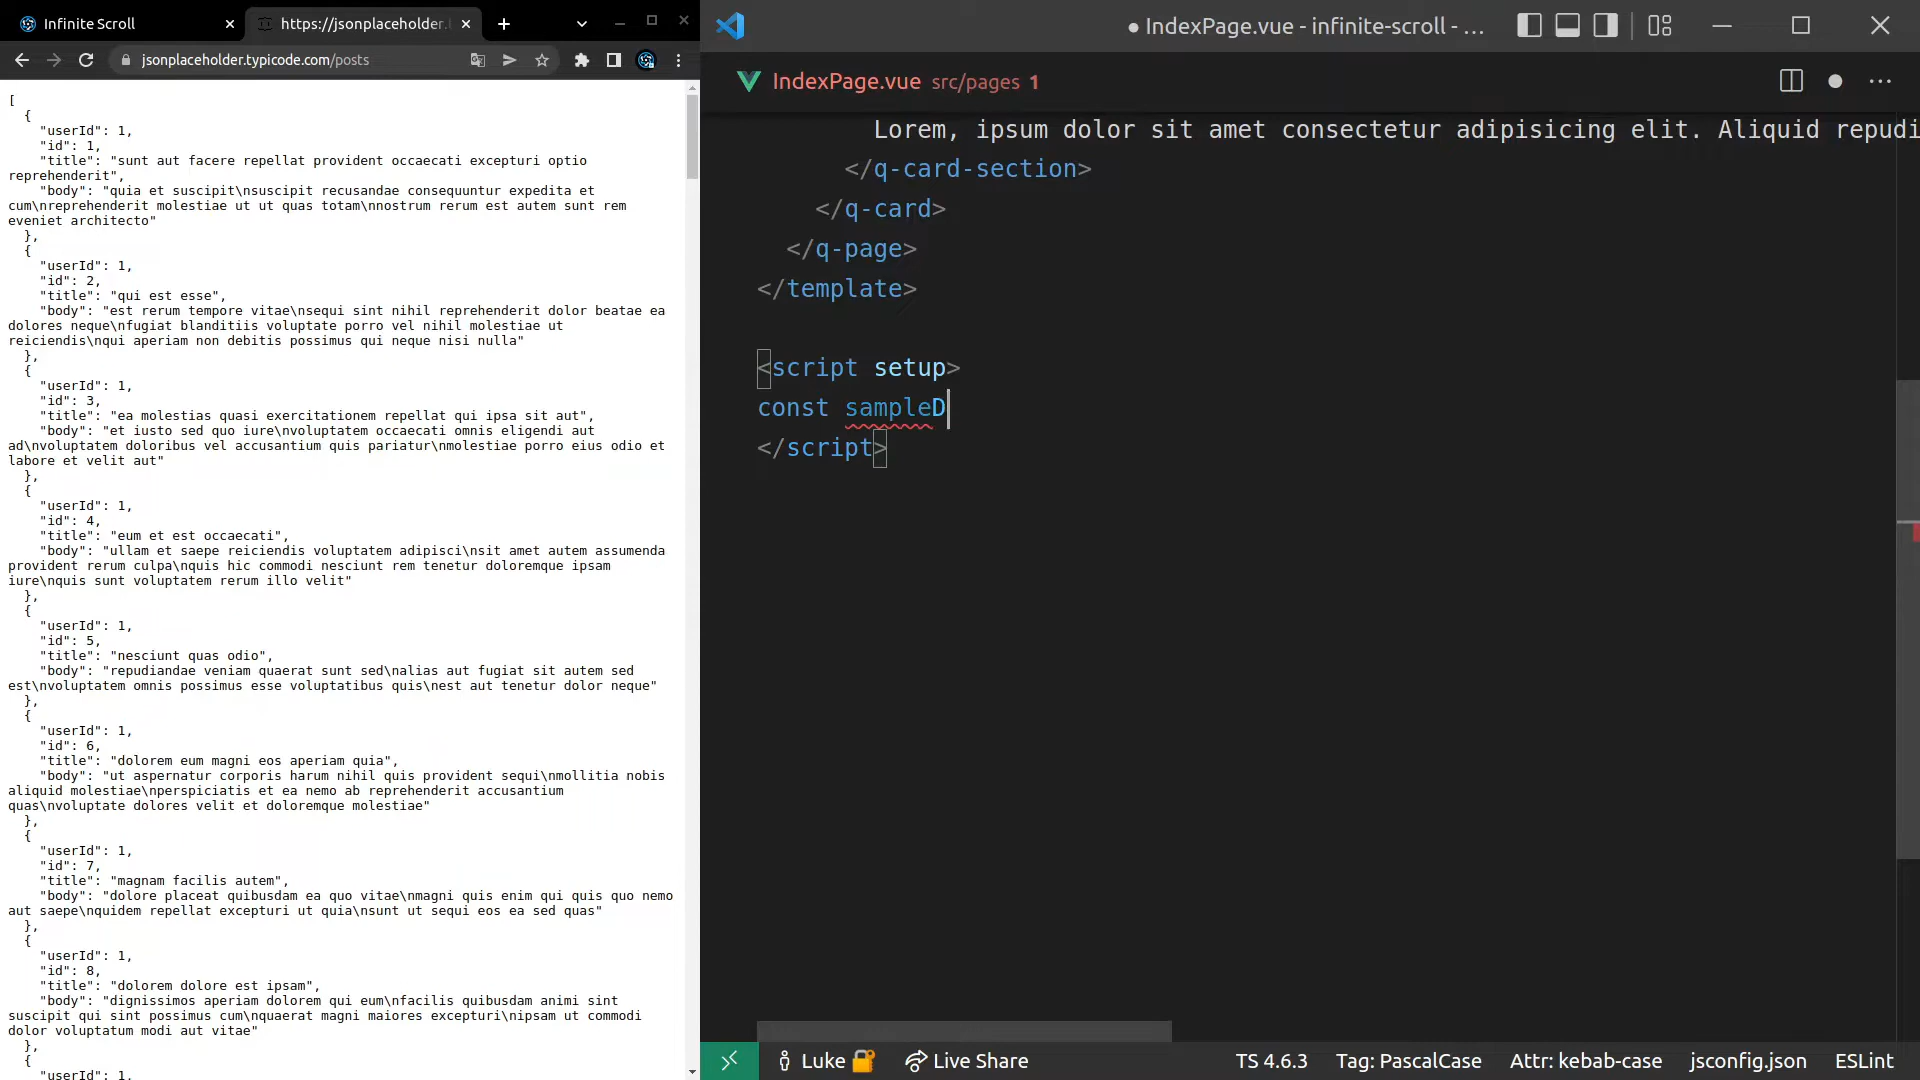 Infinite Scroll
https://jsonplaceholder.
jsonplaceholder.typicode.com/posts
[
  {
    "userId": 1,
    "id": 1,
    "title": "sunt aut facere repellat provident occaecati excepturi optio
reprehenderit",
    "body": "quia et suscipit\nsuscipit recusandae consequuntur expedita et
cum\nreprehenderit molestiae ut ut quas totam\nnostrum rerum est autem sunt rem
eveniet architecto"
  },
  {
    "userId": 1,
    "id": 2,
    "title": "qui est esse",
    "body": "est rerum tempore vitae\nsequi sint nihil reprehenderit dolor beatae ea
dolores neque\nfugiat blanditiis voluptate porro vel nihil molestiae ut
reiciendis\nqui aperiam non debitis possimus qui neque nisi nulla"
  },
  {
    "userId": 1,
    "id": 3,
    "title": "ea molestias quasi exercitationem repellat qui ipsa sit aut",
    "body": "et iusto sed quo iure\nvoluptatem occaecati omnis eligendi aut
ad\nvoluptatem doloribus vel accusantium quis pariatur\nmolestiae porro eius odio et
labore et velit aut"
  },
  {
    "userId": 1,
    "id": 4,
    "title": "eum et est occaecati",
    "body": "ullam et saepe reiciendis voluptatem adipisci\nsit amet autem assumenda
provident rerum culpa\nquis hic commodi nesciunt rem tenetur doloremque ipsam
iure\nquis sunt voluptatem rerum illo velit"
  },
  {
    "userId": 1,
    "id": 5,
    "title": "nesciunt quas odio",
    "body": "repudiandae veniam quaerat sunt sed\nalias aut fugiat sit autem sed
est\nvoluptatem omnis possimus esse voluptatibus quis\nest aut tenetur dolor neque"
  },
  {
    "userId": 1,
    "id": 6,
    "title": "dolorem eum magni eos aperiam quia",
    "body": "ut aspernatur corporis harum nihil quis provident sequi\nmollitia nobis
aliquid molestiae\nperspiciatis et ea nemo ab reprehenderit accusantium
quas\nvoluptate dolores velit et doloremque molestiae"
  },
  {
    "userId": 1,
    "id": 7,
    "title": "magnam facilis autem",
    "body": "dolore placeat quibusdam ea quo vitae\nmagni quis enim qui quis quo nemo
aut saepe\nquidem repellat excepturi ut quia\nsunt ut sequi eos ea sed quas"
  },
  {
    "userId": 1,
    "id": 8,
    "title": "dolorem dolore est ipsam",
    "body": "dignissimos aperiam dolorem qui eum\nfacilis quibusdam animi sint
suscipit qui sint possimus cum\nquaerat magni maiores excepturi\nipsam ut commodi
dolor voluptatum modi aut vitae"
  },
  {
    "userId": 1,
● IndexPage.vue - infinite-scroll - ...
IndexPage.vue src/pages 1
Lorem, ipsum dolor sit amet consectetur adipisicing elit. Aliquid repudi
      </q-card-section>
    </q-card>
  </q-page>
</template>
<script setup>
const sampleD
</script>
Luke
Live Share
TS 4.6.3
Tag: PascalCase
Attr: kebab-case
jsconfig.json
ESLint